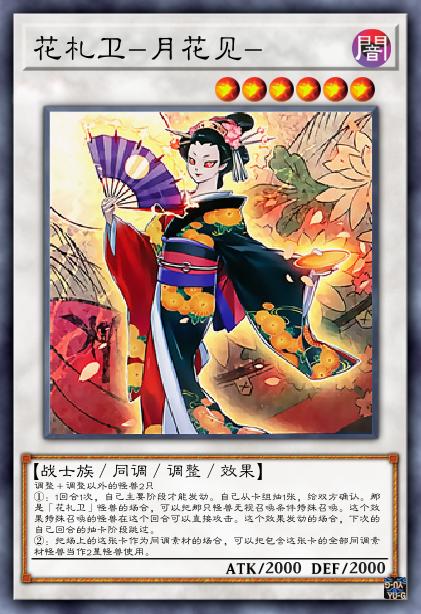 花札卫-月花见-
闇
【战士族/同调/调整/效果】
调整+调整以外的怪兽2只
①：1回合1次，自己主要阶段才能发动。自己从卡组抽1张，给双方确认。那
是「花札卫」怪兽的场合，可以把那只怪兽无视召唤条件特殊召唤。这个效
果特殊召唤的怪兽在这个回合可以直接攻击。这个效果发动的场合，下次的
自己回合的抽卡阶段跳过。
②：把场上的这张卡作为同调素材的场合，可以把包含这张卡的全部同调素
材怪兽当作2星怪兽使用。
ATK/2000 DEF/2000